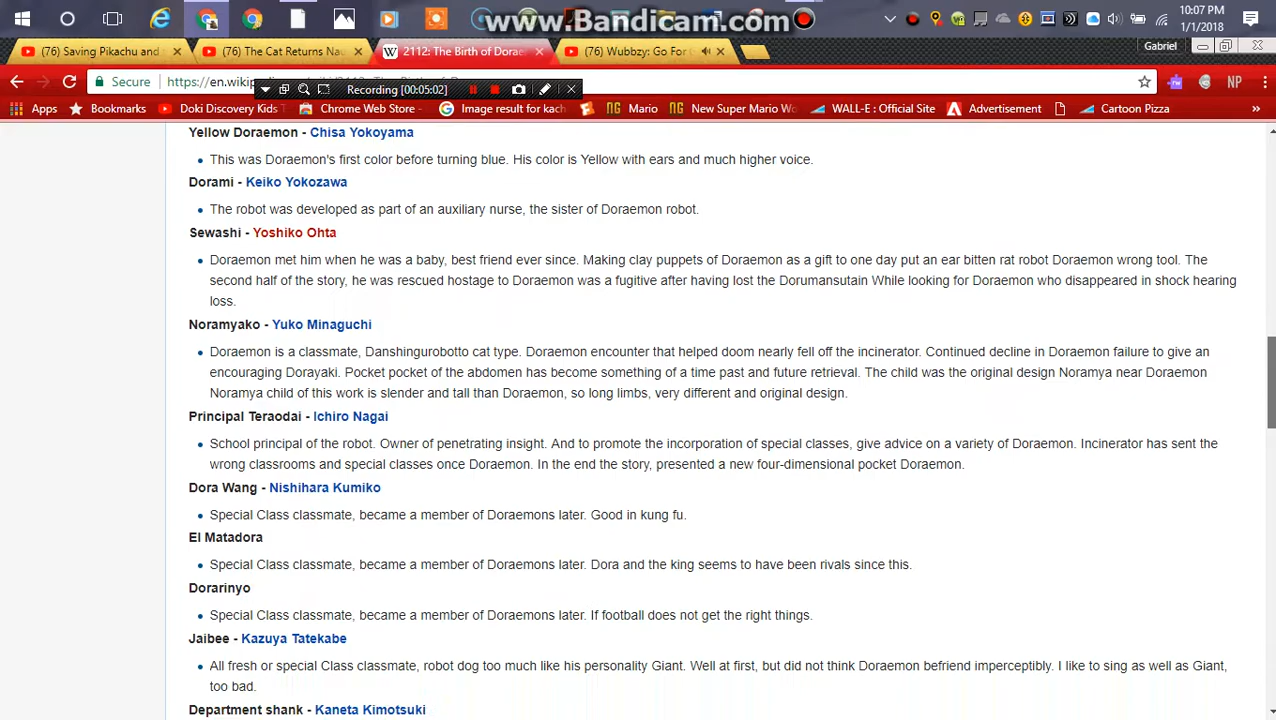 www.Bandicam.com
10:07 PM
1/1/2018
(76) Saving Pikachu and
(76) The Cat Returns Nau
2112: The Birth of Dorae
(76) Wubbzy: Go For
Gabriel
Secure
https://en.wikip
Recording [00:05:02]
NP
Apps
Bookmarks
Doki Discovery Kids
Chrome Web Store -
Image result for kach
Mario
New Super Mario Wo
WALL-E : Official Site
Advertisement
Cartoon Pizza
Yellow Doraemon - Chisa Yokoyama
This was Doraemon's first color before turning blue. His color is Yellow with ears and much higher voice.
Dorami - Keiko Yokozawa
The robot was developed as part of an auxiliary nurse, the sister of Doraemon robot.
Sewashi - Yoshiko Ohta
Doraemon met him when he was a baby, best friend ever since. Making clay puppets of Doraemon as a gift to one day put an ear bitten rat robot Doraemon wrong tool. The
second half of the story, he was rescued hostage to Doraemon was a fugitive after having lost the Dorumansutain While looking for Doraemon who disappeared in shock hearing
loss.
Noramyako - Yuko Minaguchi
Doraemon is a classmate, Danshingurobotto cat type. Doraemon encounter that helped doom nearly fell off the incinerator. Continued decline in Doraemon failure to give an
encouraging Dorayaki. Pocket pocket of the abdomen has become something of a time past and future retrieval. The child was the original design Noramya near Doraemon
Noramya child of this work is slender and tall than Doraemon, so long limbs, very different and original design.
Principal Teraodai - Ichiro Nagai
School principal of the robot. Owner of penetrating insight. And to promote the incorporation of special classes, give advice on a variety of Doraemon. Incinerator has sent the
wrong classrooms and special classes once Doraemon. In the end the story, presented a new four-dimensional pocket Doraemon.
Dora Wang - Nishihara Kumiko
Special Class classmate, became a member of Doraemons later. Good in kung fu.
El Matadora
Special Class classmate, became a member of Doraemons later. Dora and the king seems to have been rivals since this.
Dorarinyo
Special Class classmate, became a member of Doraemons later. If football does not get the right things.
Jaibee - Kazuya Tatekabe
All fresh or special Class classmate, robot dog too much like his personality Giant. Well at first, but did not think Doraemon befriend imperceptibly. I like to sing as well as Giant,
too bad.
Department shank - Kaneta Kimotsuki